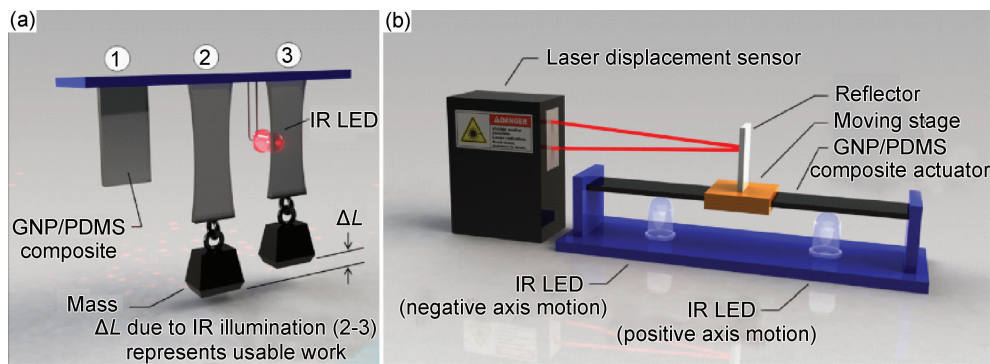 (a)
1
2
3
IR LED
GNP/PDMS
composite
ΔL
Mass
ΔL due to IR illumination (2-3)
represents usable work
(b)
Laser displacement sensor
DANGER
Reflector
Moving stage
GNP/PDMS
composite actuator
IR LED
(negative axis motion)
IR LED
(positive axis motion)